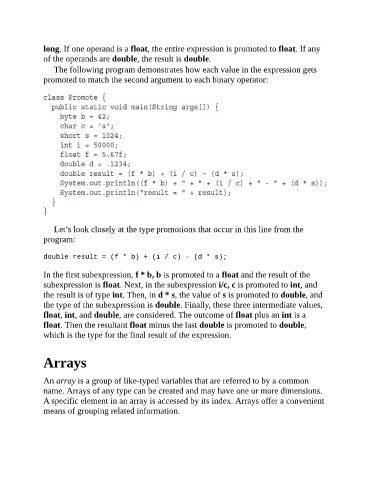 long. If one operand is a float, the entire expression is promoted to float. If any
of the operands are double, the result is double.
The following program demonstrates how each value in the expression gets
promoted to match the second argument to each binary operator:
class Promote {
public static void main(String args[]) {
byte b = 42;
char c = 'a';
short s = 1024;
int i = 50000;
float f = 5.67f;
double d = .1234;
double result = (f * b) + (i / c) - (d * s);
System.out.println((f * b) + " + " + (i / c) + " - " + (d * s));
System.out.println("result = " + result);
}
}
Let's look closely at the type promotions that occur in this line from the
program:
double result = (f * b) + (i / c) - (d * s);
In the first subexpression, f * b, b is promoted to a float and the result of the
subexpression is float. Next, in the subexpression i/c, c is promoted to int, and
the result is of type int. Then, in d * s, the value of s is promoted to double, and
the type of the subexpression is double. Finally, these three intermediate values,
float, int, and double, are considered. The outcome of float plus an int is a
float. Then the resultant float minus the last double is promoted to double,
which is the type for the final result of the expression.
Arrays
An array is a group of like-typed variables that are referred to by a common
name. Arrays of any type can be created and may have one or more dimensions.
A specific element in an array is accessed by its index. Arrays offer a convenient
means of grouping related information.